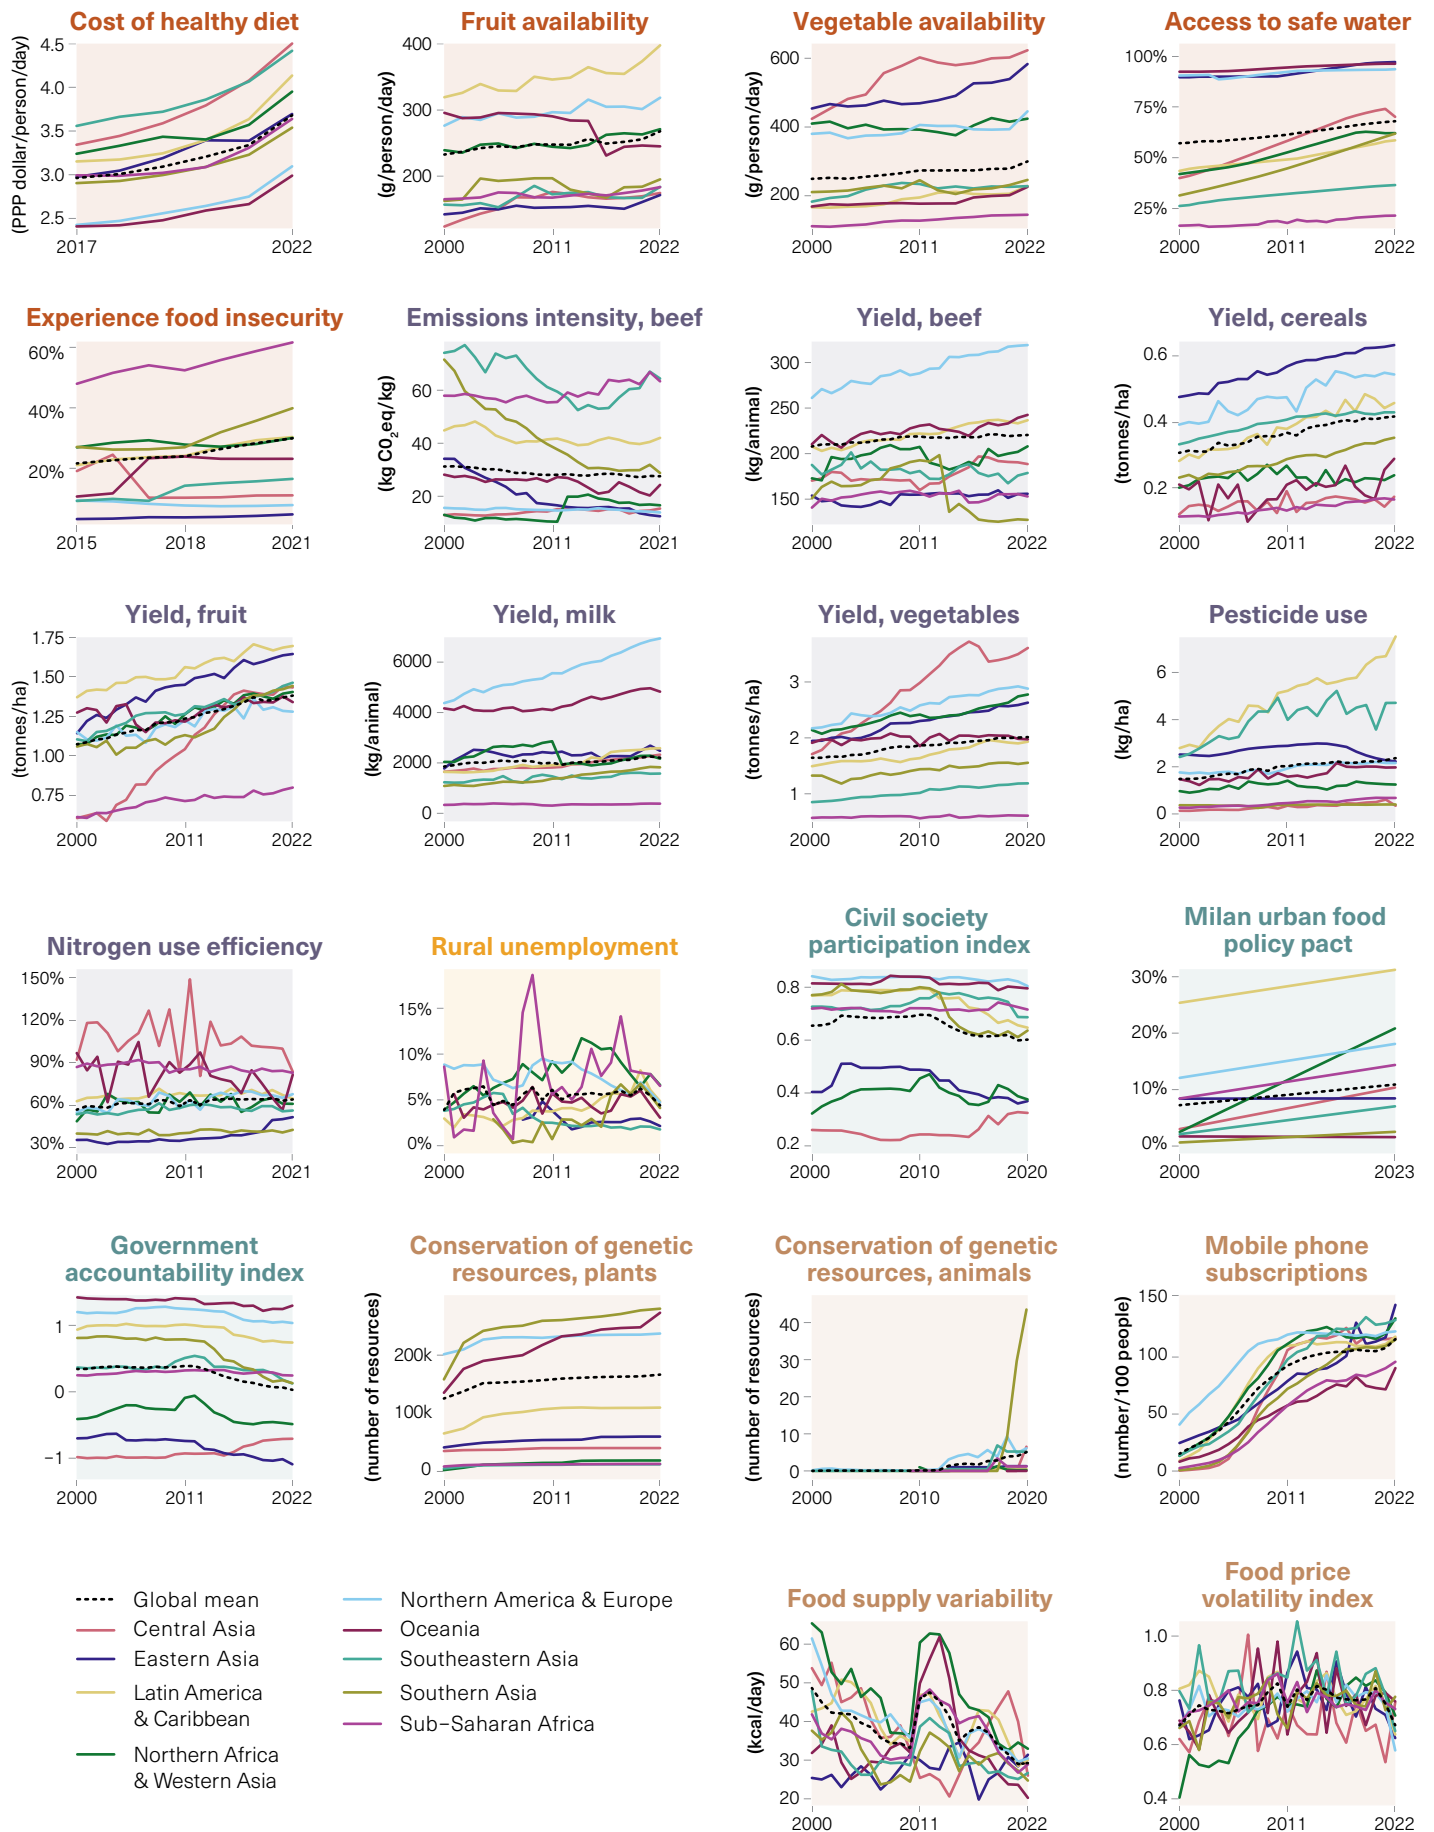 Cost of healthy diet
(PPP dollar/person/day)
4.5
4.0
3.5
3.0
2.5
2017
2022
Fruit availability
(g/person/day)
400
300
200
2000
2011
2022
Vegetable availability
(g/person/day)
600
400
200
2000
2011
2022
Access to safe water
100%
75%
50%
25%
2000
2011
2022
Experience food insecurity
60%
40%
20%
2015
2018
2021
Emissions intensity, beef
(kg C02eq/kg)
60
40
20
2000
2011
2021
Yield, beef
(kg/animal)
300
250
200
150
2000
2011
2022
Yield, cereals
(tonnes/ha)
0.6
0.4
0.2
2000
2011
2022
Yield, fruit
(tonnes/ha)
1.75
1.50
1.25
1.00
0.75
2000
2011
2022
Yield, milk
(kg/animal)
6000
4000
2000
0
2000
2011
2022
Yield, vegetables
(tonnes/ha)
3
2
1
2000
2011
2020
Pesticide use
(kg/ha)
6
4
2
0
2000
2011
2022
Nitrogen use efficiency
150%
120%
90%
60%
30%
2000
2011
2021
Rural unemployment
15%
10%
5%
0%
2000
2011
2022
Civil society
participation index
0.8
0.6
0.4
0.2
2000
2010
2020
Milan urban food
policy pact
30%
20%
10%
0%
2000
2023
Government
accountability index
1
0
−1
2000
2011
2022
Conservation of genetic
resources, plants
(number of resources)
200k
100k
0
2000
2011
2022
Conservation of genetic
resources, animals
(number of resources)
40
30
20
10
0
2000
2010
2020
Mobile phone
subscriptions
(number/100 people)
150
100
50
0
2000
2011
2022
Global mean
Central Asia
Eastern Asia
Latin America
& Caribbean
Northern Africa
& Western Asia
Northern America & Europe
Oceania
Southeastern Asia
Southern Asia
Sub−Saharan Africa
Food supply variability
(kcal/day)
60
50
40
30
20
2000
2011
2022
Food price
volatility index
1.0
0.8
0.6
0.4
2000
2011
2022